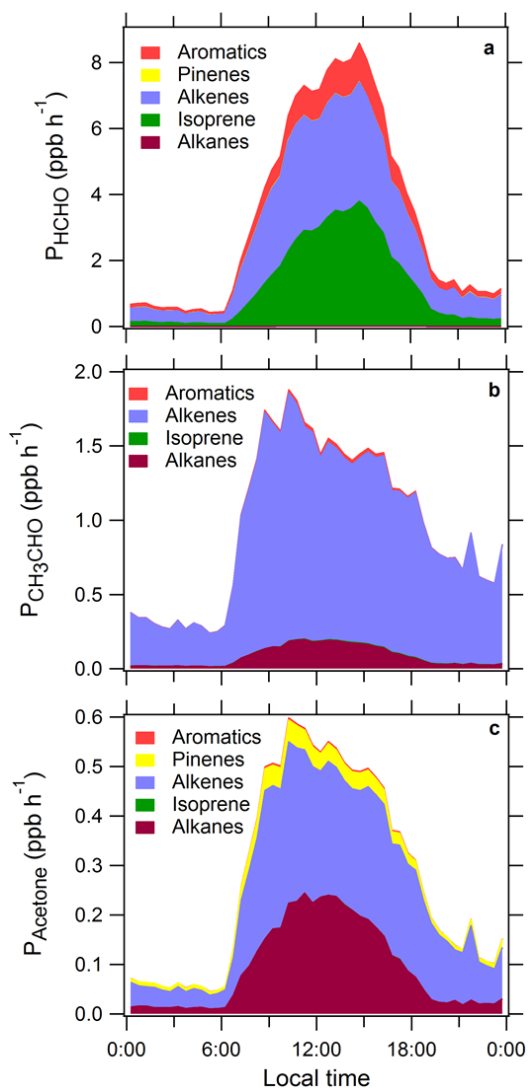 a
Aromatics
Pinenes
Alkenes
Isoprene
Alkanes
8
6
4
2
0
P_HCHO (ppb h^-1)
b
Aromatics
Alkenes
Isoprene
Alkanes
2.0
1.5
1.0
0.5
0.0
P_CH3CHO (ppb h^-1)
c
Aromatics
Pinenes
Alkenes
Isoprene
Alkanes
0.6
0.5
0.4
0.3
0.2
0.1
0.0
P_Acetone (ppb h^-1)
0:00 6:00 12:00 18:00 0:00
Local time